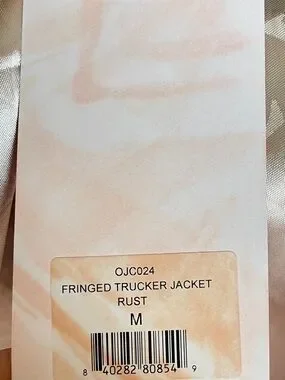 OJC024
FRINGED TRUCKER JACKET
RUST
M
8 40282 80854 9